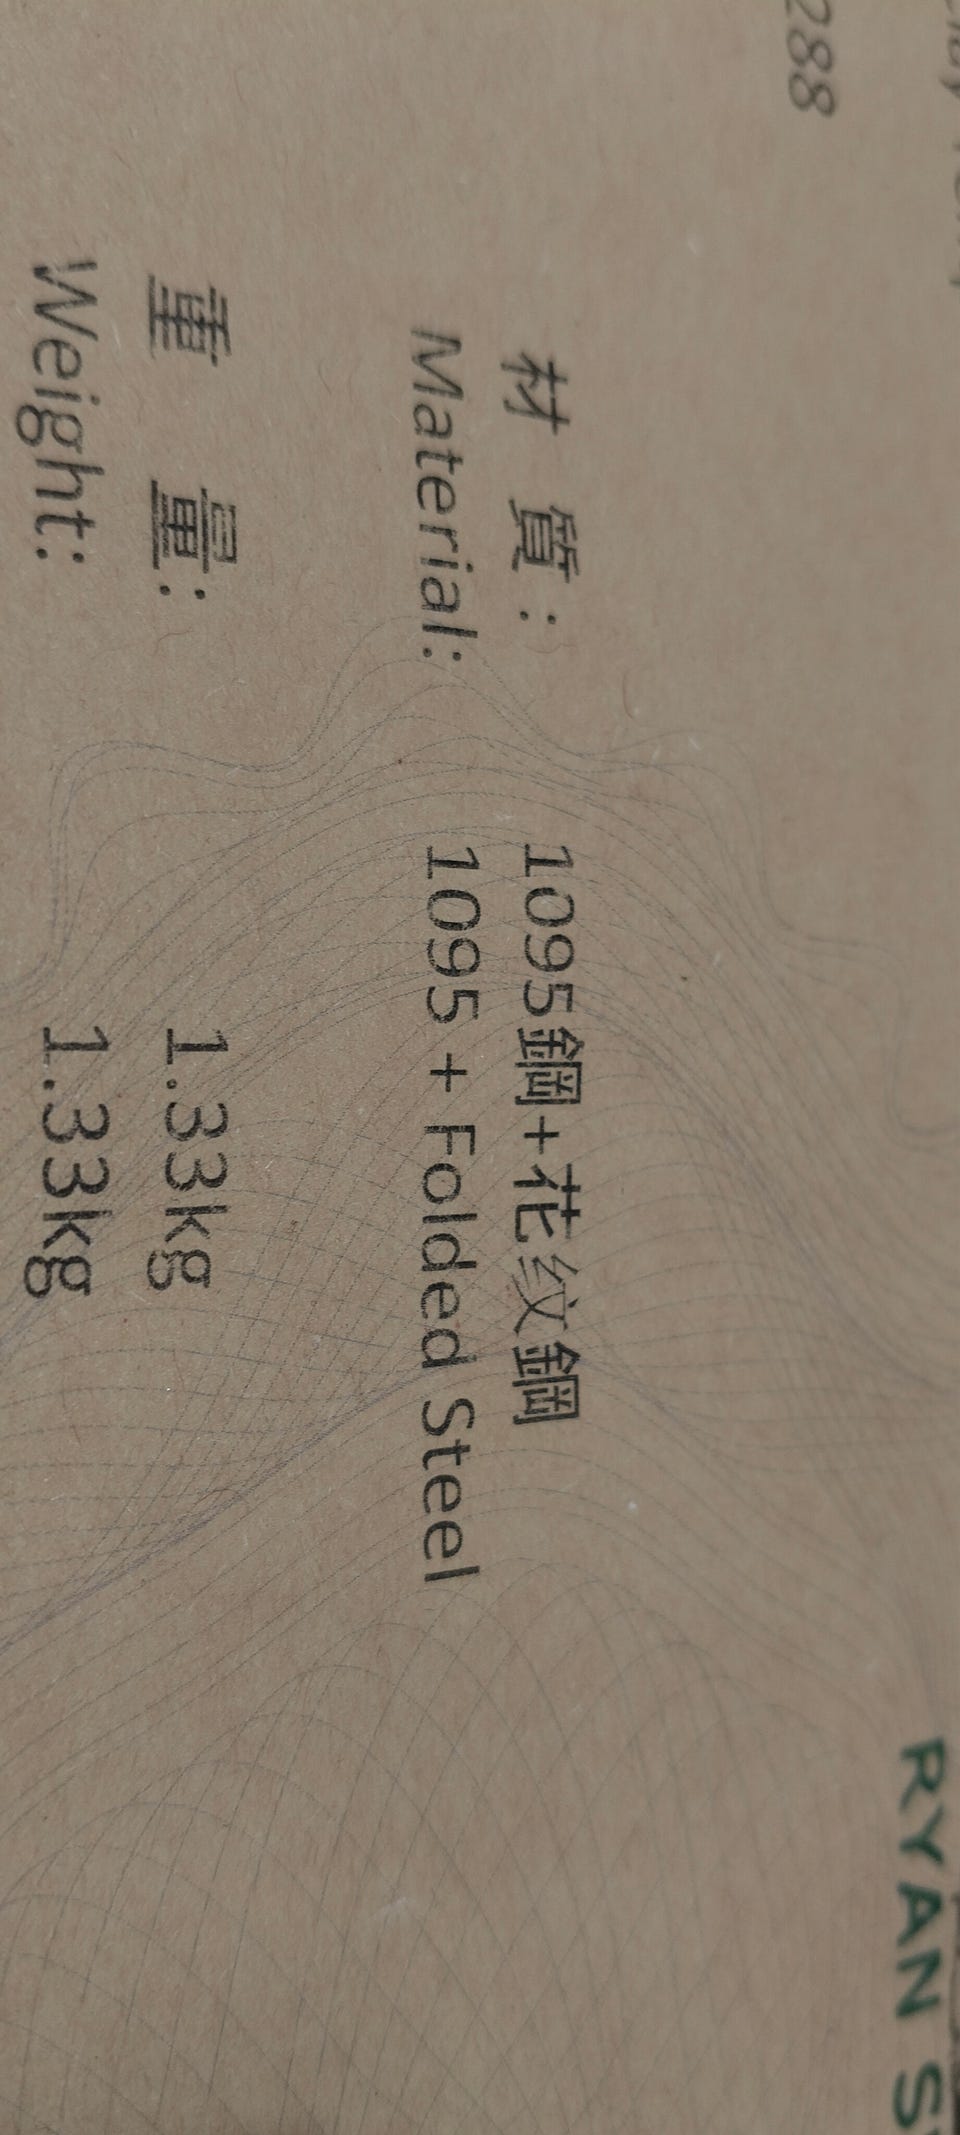 288
材 質:
1095鋼+花纹鋼
Material:
1095 + Folded Steel
重 量:
1.33kg
Weight:
1.33kg
RYAN